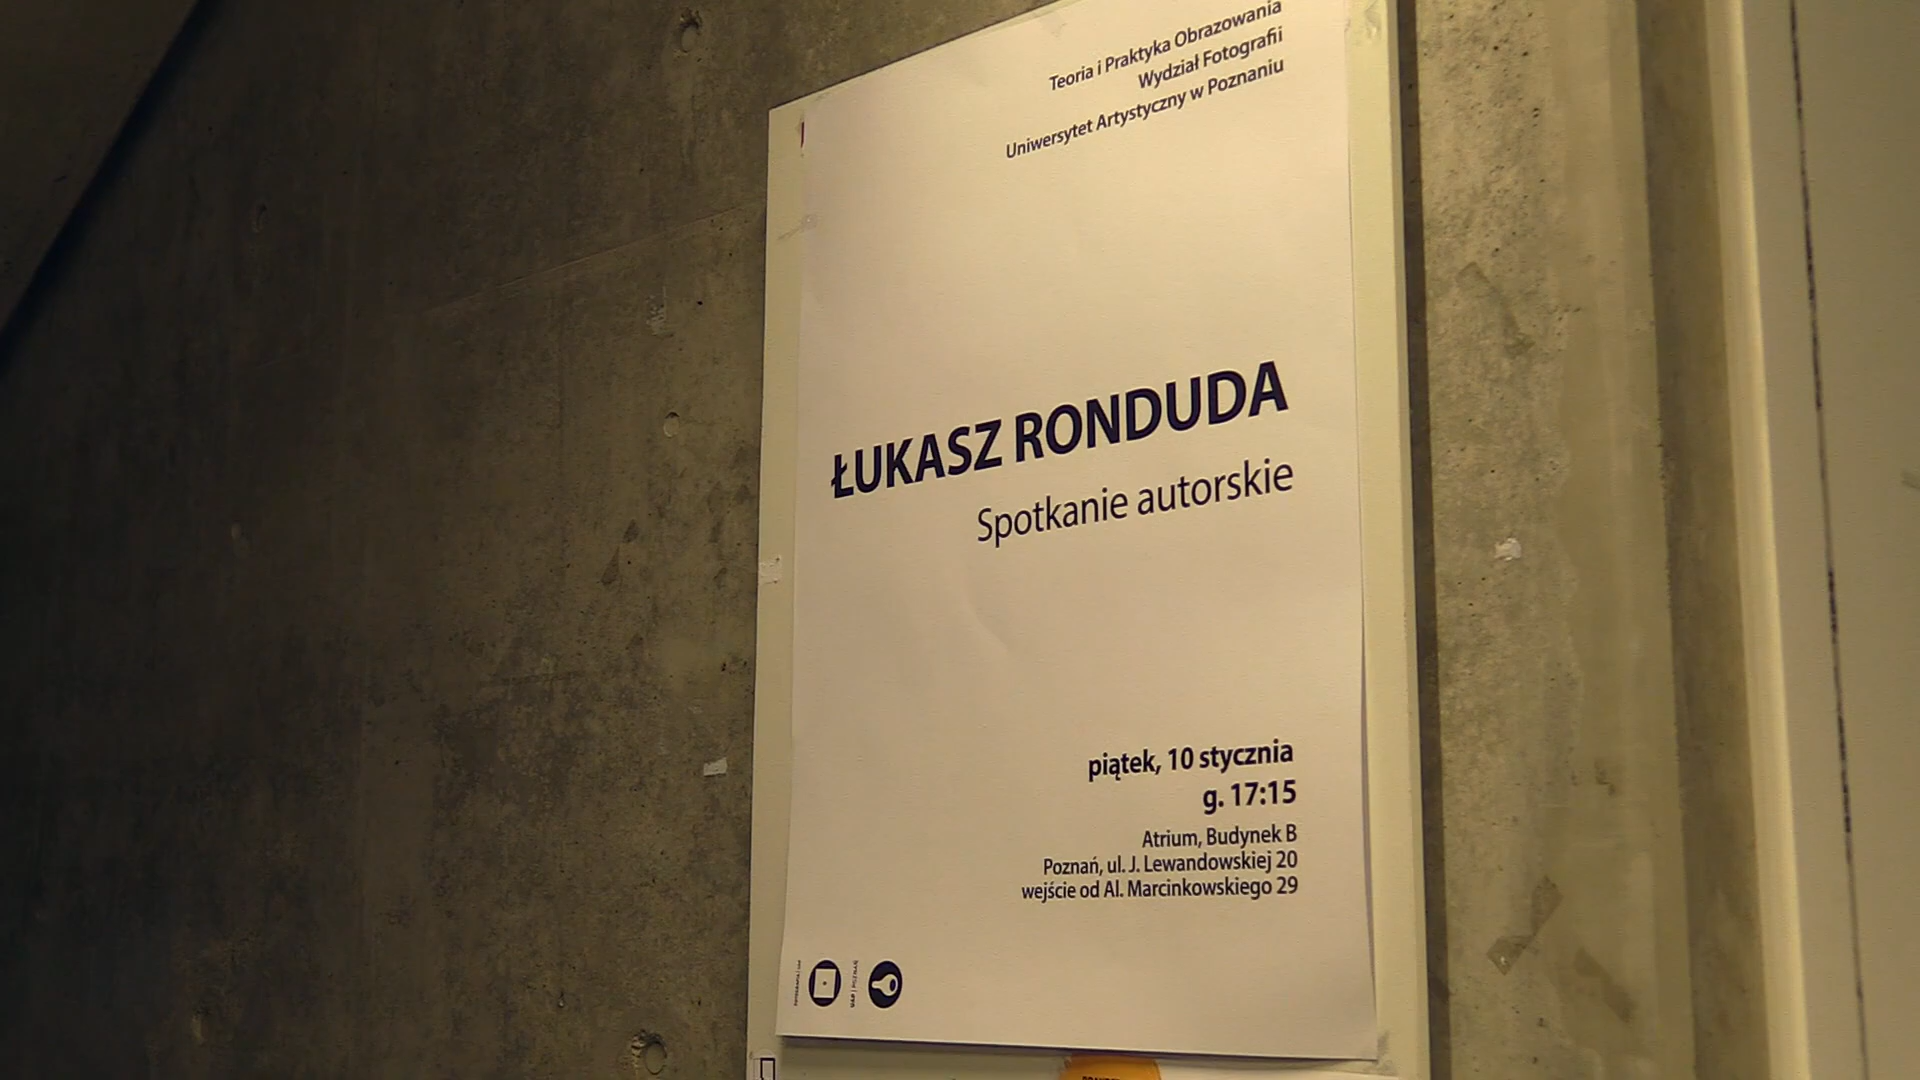 Teoria i Praktyka Obrazowania
Wydział Fotografii
Uniwersytet Artystyczny w Poznaniu
ŁUKASZ RONDUDA
Spotkanie autorskie
piątek, 10 stycznia
g. 17:15
Atrium, Budynek B
Poznań, ul. J. Lewandowskiej 20
wejście od Al. Marcinkowskiego 29